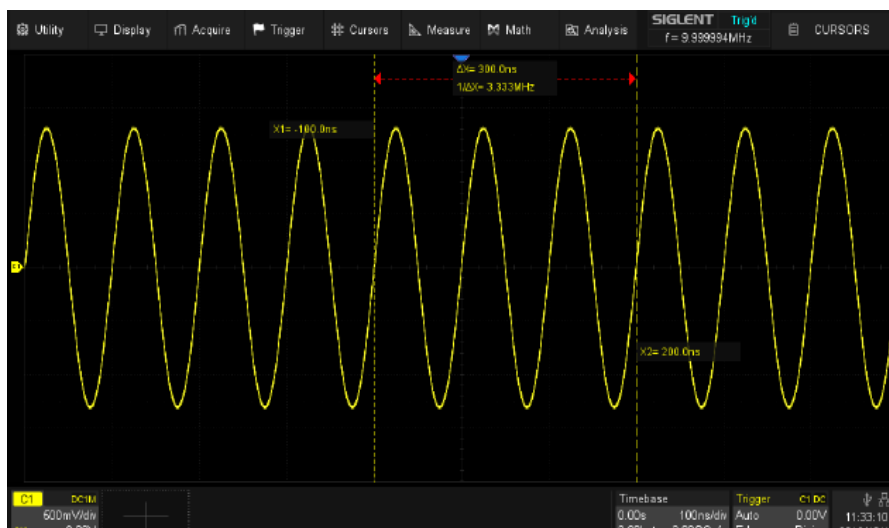 Utility Display Acquire Trigger Cursors Measure Math Analysis SIGLENT Trig'd CURSORS
f = 9.999994MHz
ΔX= 300.0ns
1/ΔX= 3.333MHz
X1= -100.0ns
X2= 200.0ns
C1 DC1M
Timebase
Trigger C1 DC
500mV/div
0.00s 100ns/div
Auto 0.00V
11:33:10